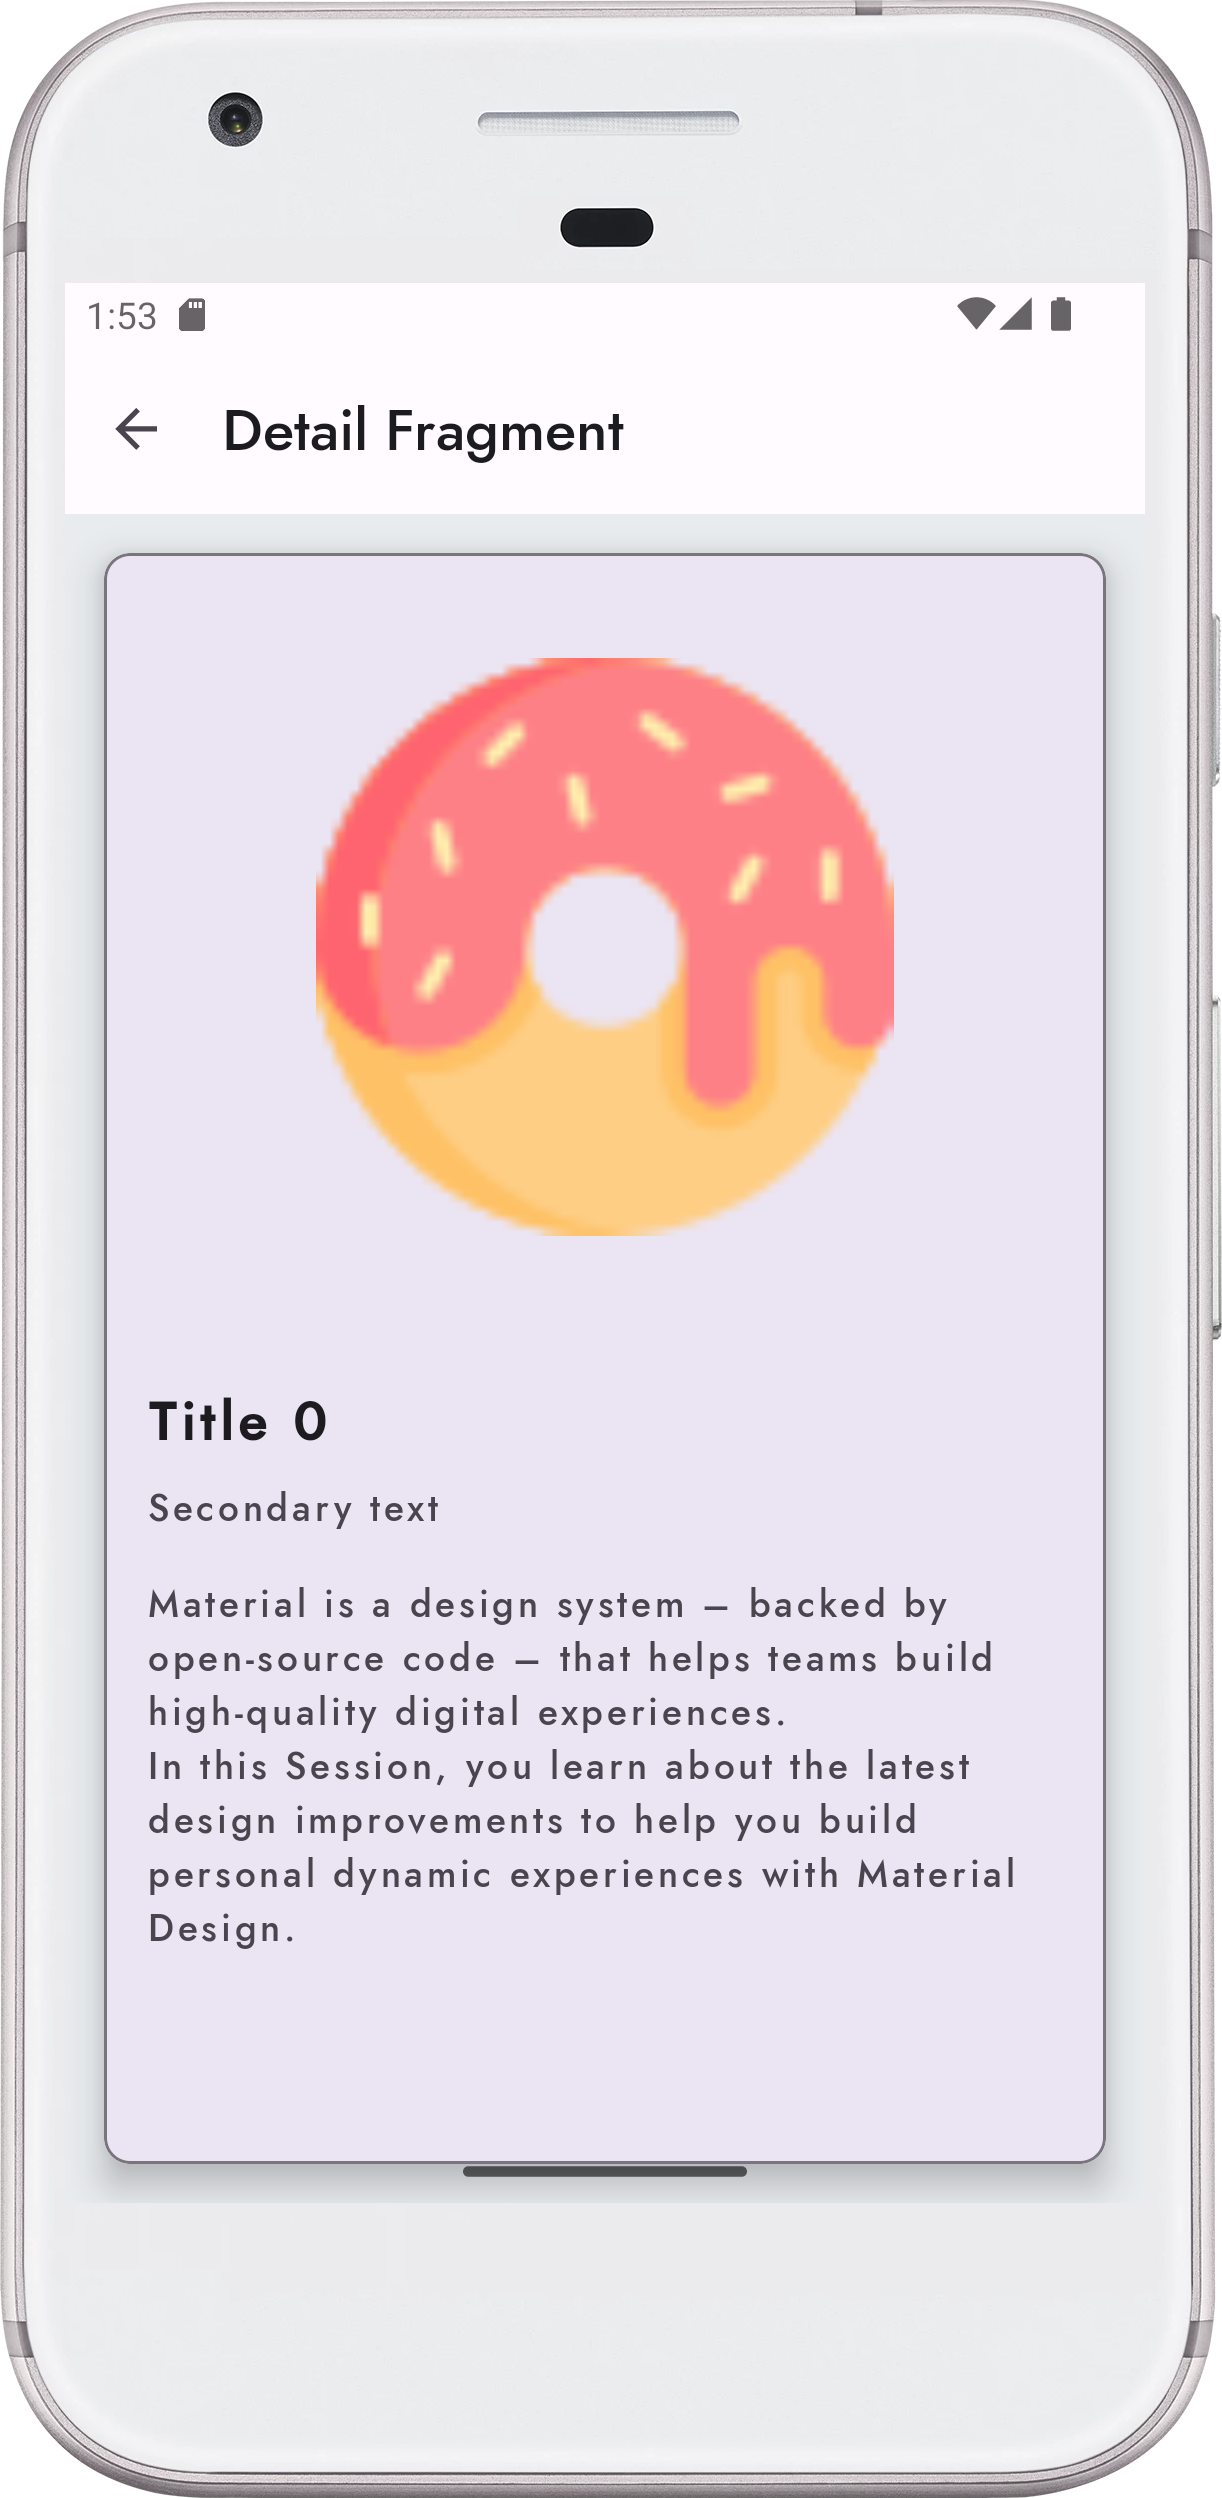 1:53
Detail Fragment
Title 0
Secondary text
Material is a design system – backed by
open-source code – that helps teams build
high-quality digital experiences.
In this Session, you learn about the latest
design improvements to help you build
personal dynamic experiences with Material
Design.